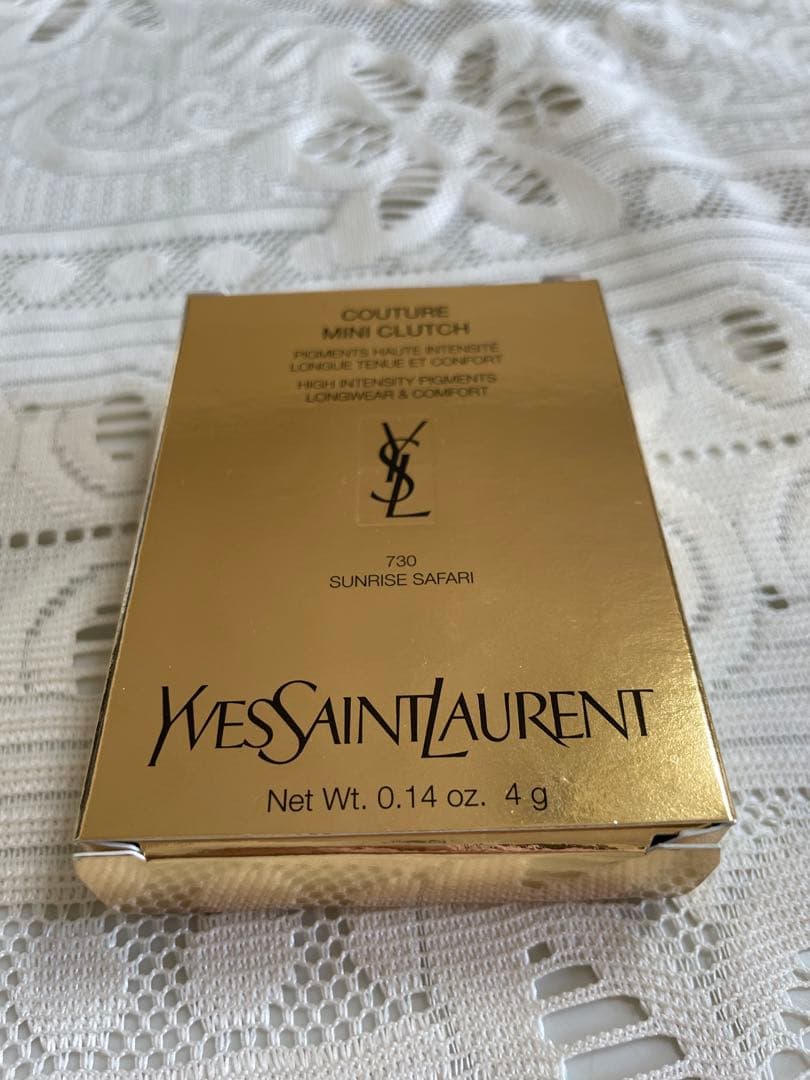 COUTURE
MINI CLUTCH
PIGMENTS HAUTE INTENSITÉ
LONGUE TENUE ET CONFORT
HIGH INTENSITY PIGMENTS
LONGWEAR & COMFORT
YSL
730
SUNRISE SAFARI
YVESSAINTLAURENT
Net Wt. 0.14 oz. 4 g